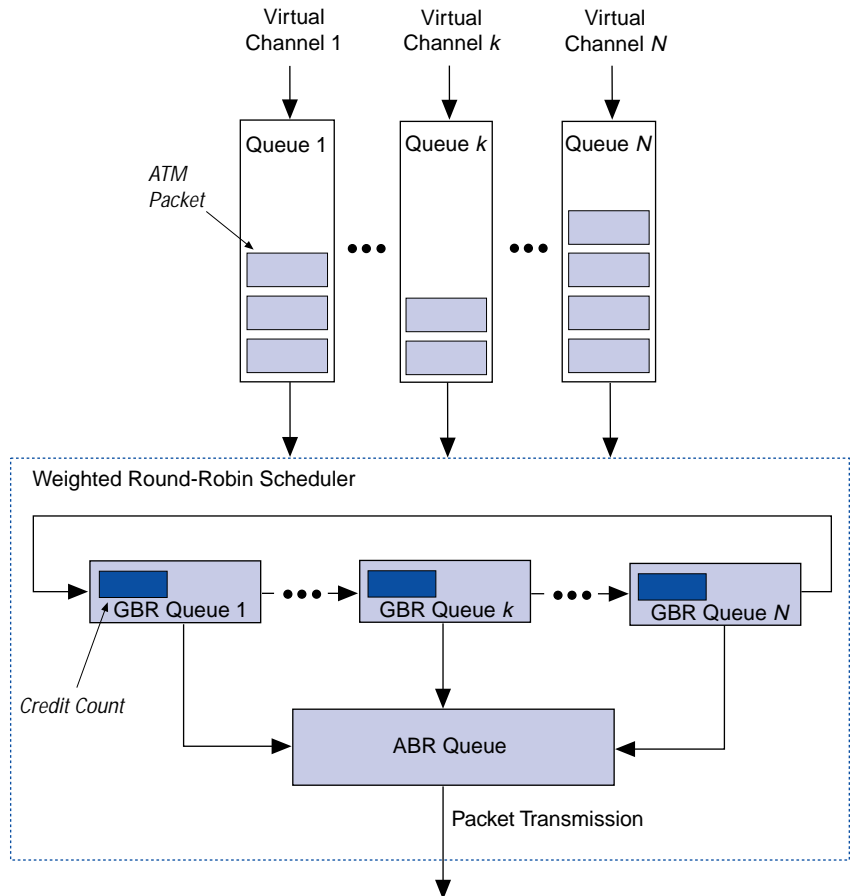 Virtual
Channel 1
Virtual
Channel k
Virtual
Channel N
Queue 1
Queue k
Queue N
ATM
Packet
Weighted Round-Robin Scheduler
GBR Queue 1
GBR Queue k
GBR Queue N
Credit Count
ABR Queue
Packet Transmission